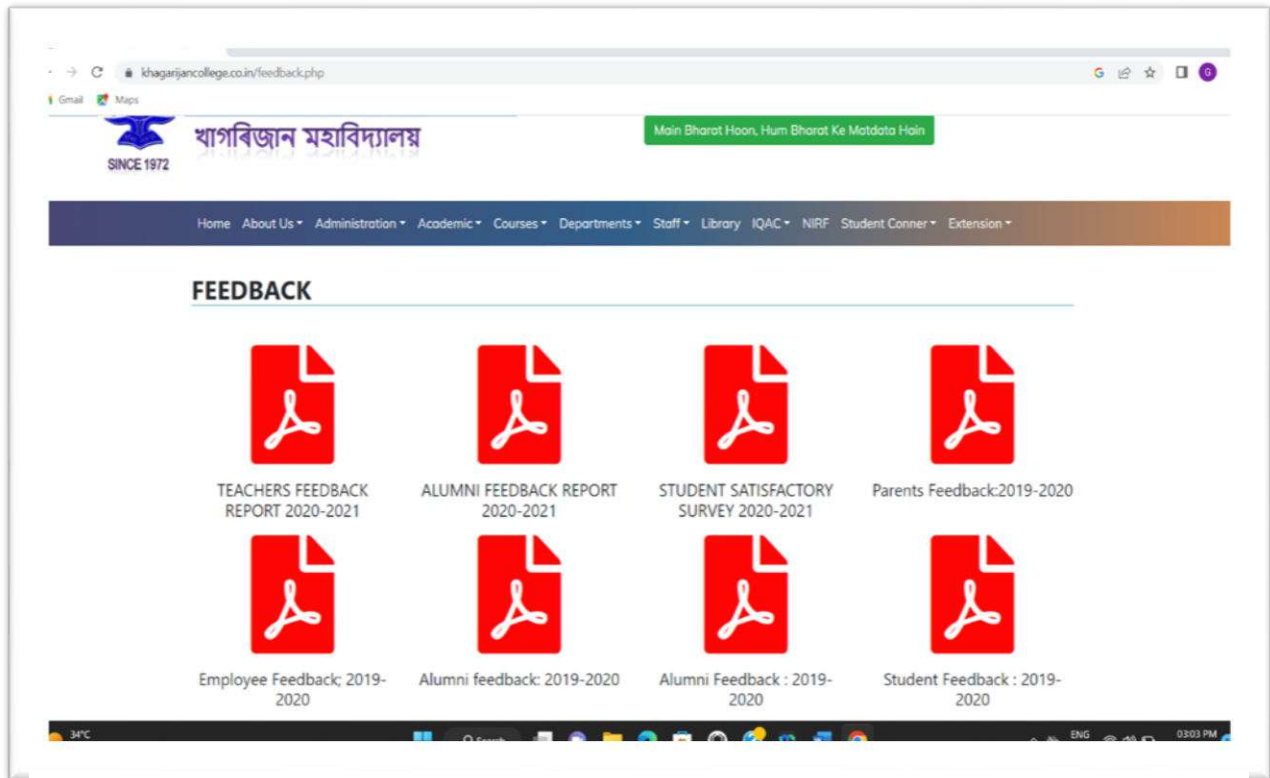 khagarijancollege.co.in/feedback.php
Gmail Maps
খাগৰিজান মহাবিদ্যালয়
Main Bharat Hoon, Hum Bharat Ke Matdata Hain
SINCE 1972
Home About Us Administration Academic Courses Departments Staff Library IQAC NIRF Student Conner Extension
FEEDBACK
TEACHERS FEEDBACK
REPORT 2020-2021
ALUMNI FEEDBACK REPORT
2020-2021
STUDENT SATISFACTORY
SURVEY 2020-2021
Parents Feedback:2019-2020
Employee Feedback; 2019-
2020
Alumni feedback: 2019-2020
Alumni Feedback : 2019-
2020
Student Feedback : 2019-
2020
34°C
ENG
03:03 PM